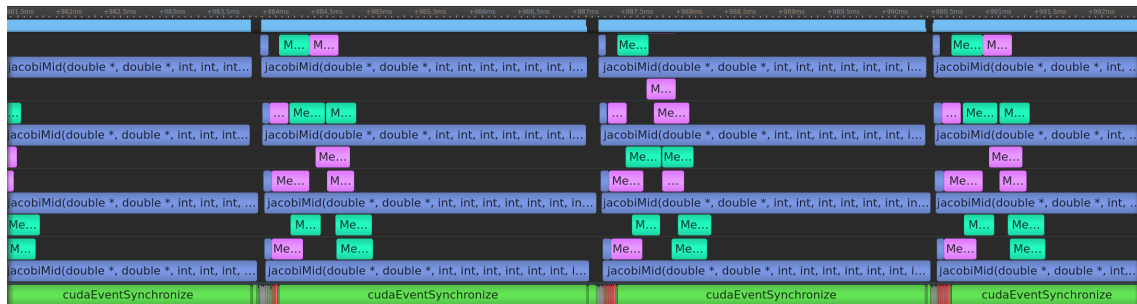 981.5ms +982ms +982.5ms +983ms +983.5ms +984ms +984.5ms +985ms +985.5ms +986ms +986.5ms +987ms +987.5ms +988ms +988.5ms +989ms +989.5ms +990ms +990.5ms +991ms +991.5ms +992ms
M... M... Me... Me... M...
jacobiMid(double *, double *, int, int, int... jacobiMid(double *, double *, int, int, int, int, int, i... jacobiMid(double *, double *, int, int, int, int, int, i... jacobiMid(double *, double *, int, int, ...
M...
... ... Me... M... ... Me... ... Me... M...
jacobiMid(double *, double *, int, int, int... jacobiMid(double *, double *, int, int, int, int, int, i... jacobiMid(double *, double *, int, int, int, int, int, i... jacobiMid(double *, double *, int, int, ...
Me... Me... Me... Me...
Me... M... Me... ... Me... M...
jacobiMid(double *, double *, int, int, int, ... jacobiMid(double *, double *, int, int, int, int, int, in... jacobiMid(double *, double *, int, int, int, int, int, i... jacobiMid(double *, double *, int, int, ...
Me... M... Me... M... Me... M... Me...
M... Me... Me... Me... Me... Me... Me...
jacobiMid(double *, double *, int, int, int, ... jacobiMid(double *, double *, int, int, int, int, int, i... jacobiMid(double *, double *, int, int, int, int, int, i... jacobiMid(double *, double *, int, int, ...
cudaEventSynchronize cudaEventSynchronize cudaEventSynchronize cudaEventSynchronize